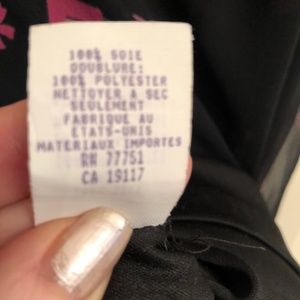 100% SOIE
DOUBLURE:
100% POLYESTER
NETTOYER A SEC
SEULEMENT
FABRIQUE AU
ETATS-UNIS
MATERIAUX IMPORTES
RN 77751
CA 19117